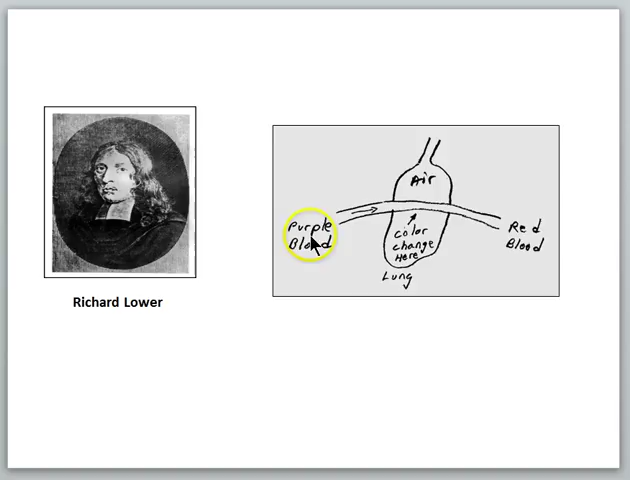 Richard Lower
Air
Purple
Blood
color
change
Here
Lung
Red
Blood